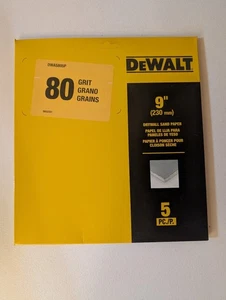 80
GRIT
GRAND
GRAINS
DEWALT
9"
(230 mm)
DRYWALL SAND PAPER
PAPEL DE LIJA PARA
PANELES DE YESO
PAPIER À PONCER POUR
CLOISON SÈCHE
5
PC./P.